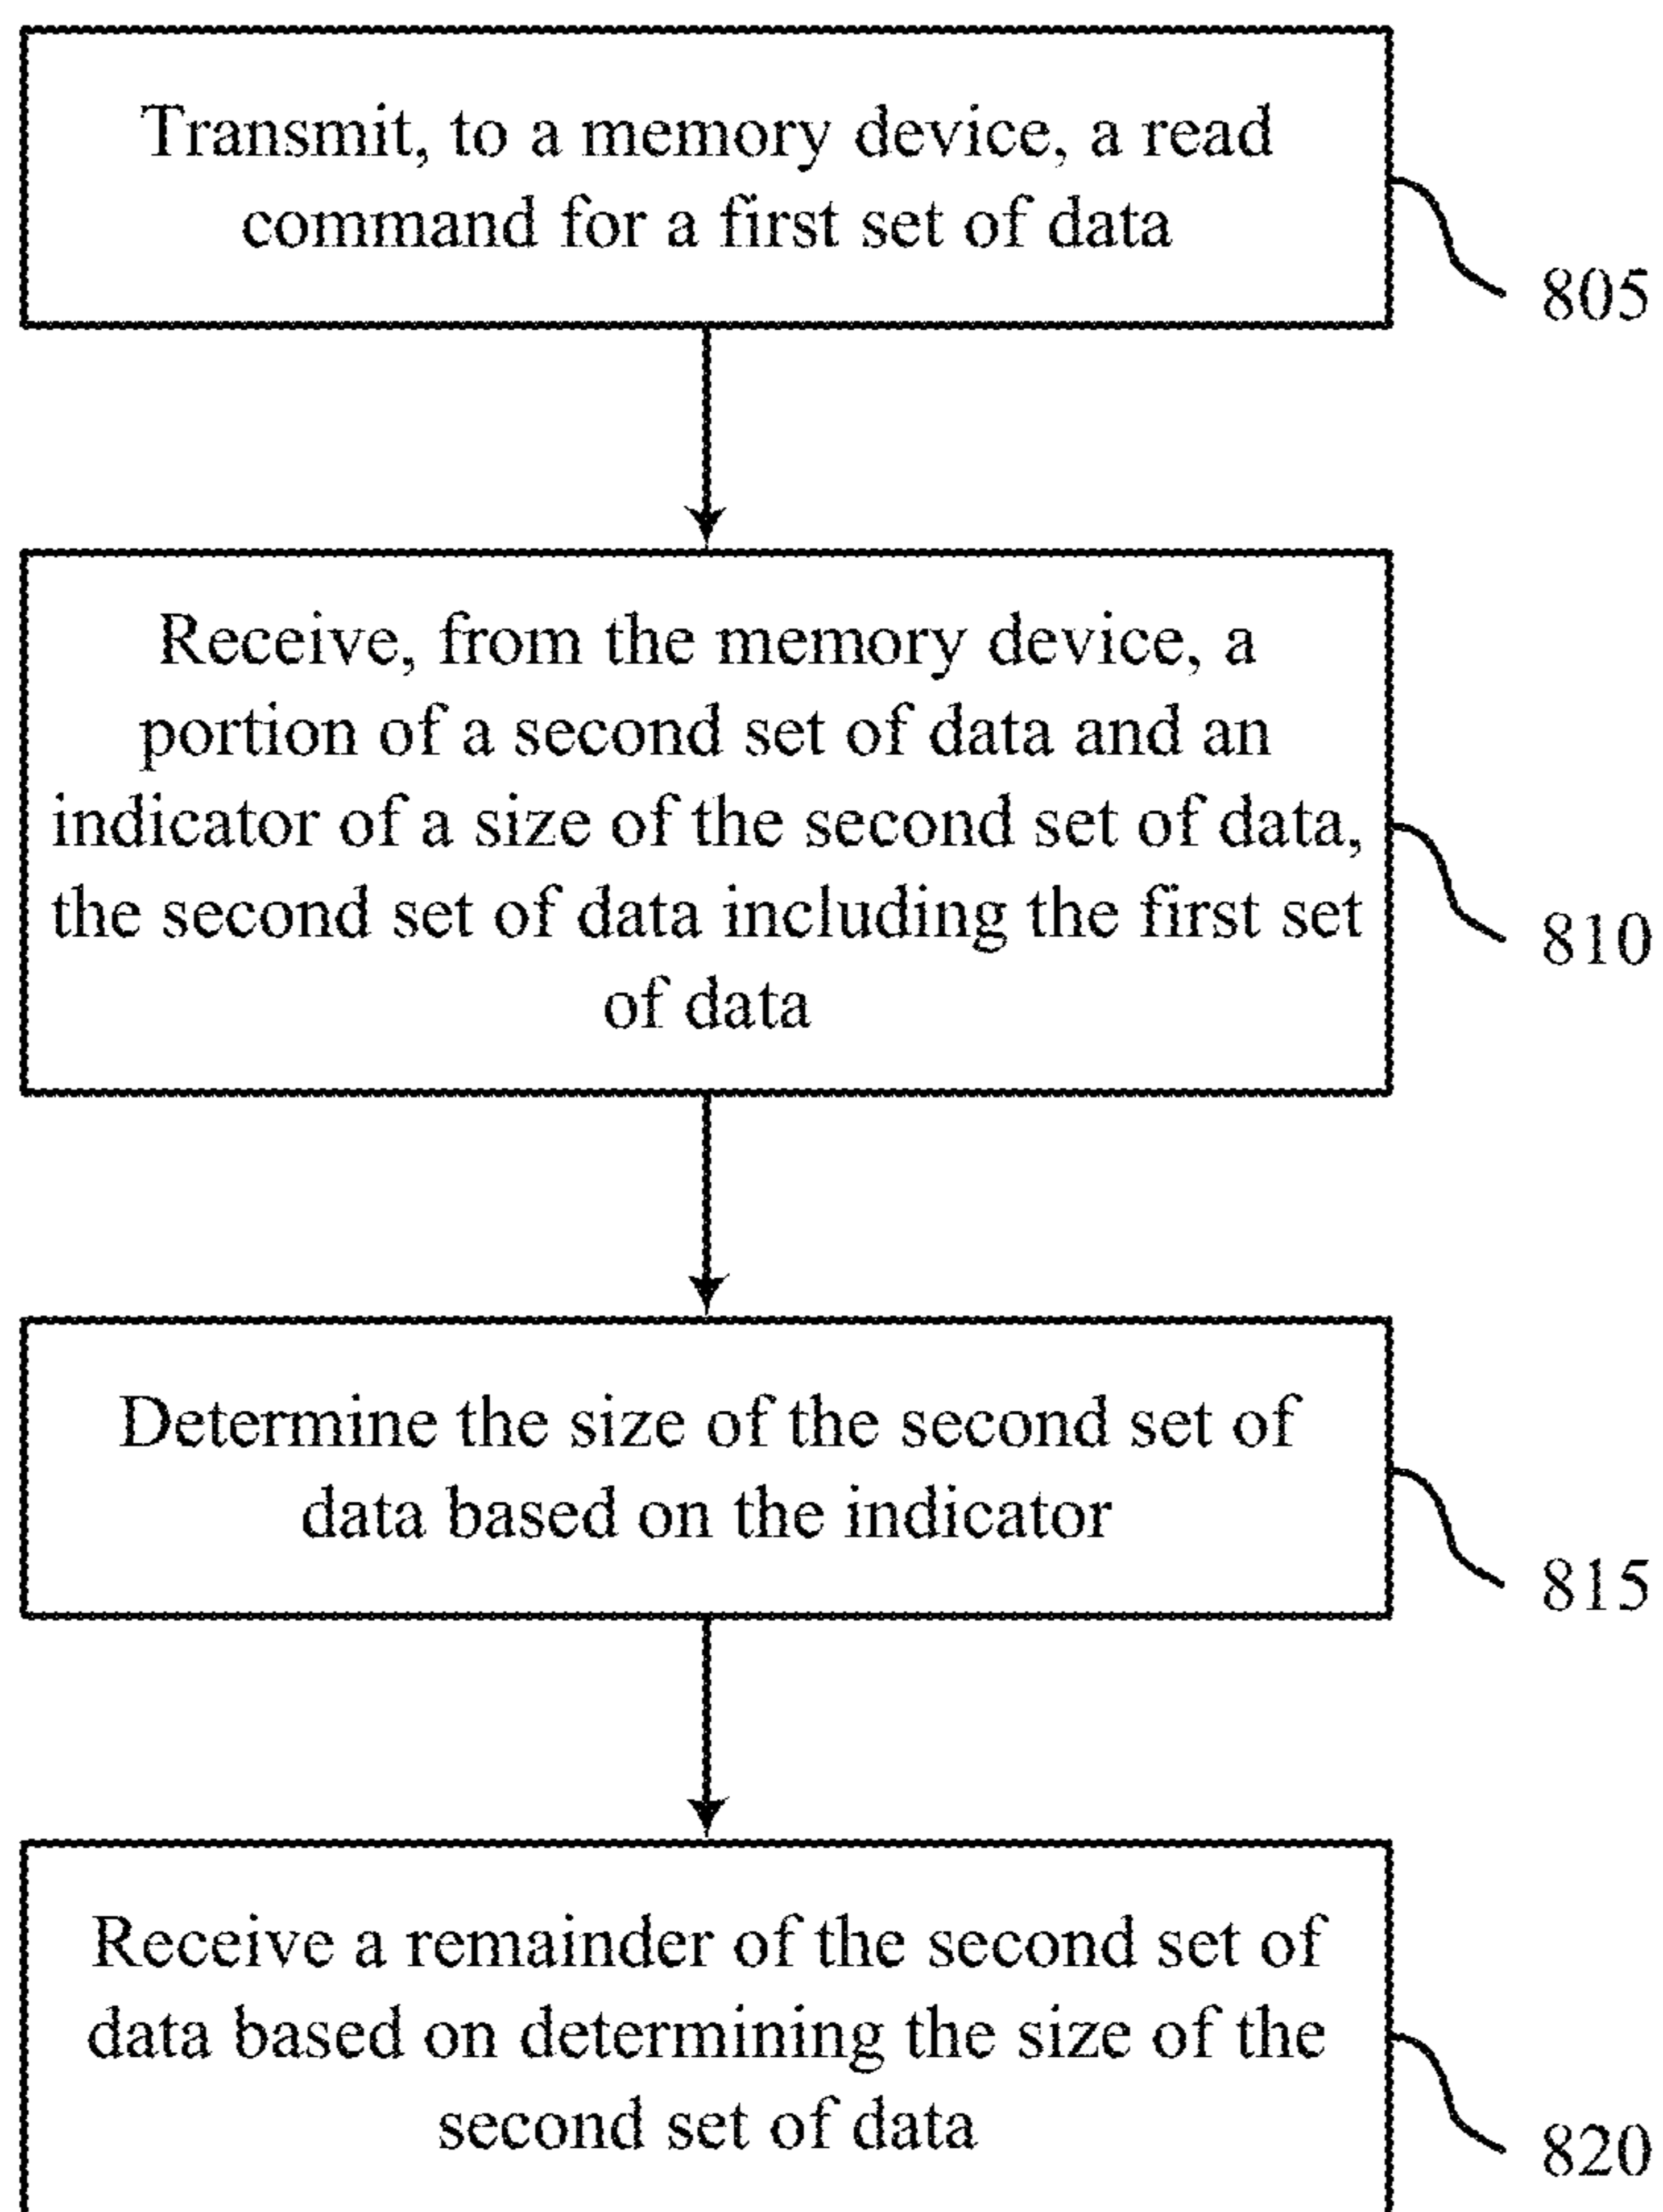 Transmit, to a memory device, a read
command for a first set of data
805
Receive, from the memory device, a
portion of a second set of data and an
indicator of a size of the second set of data,
the second set of data including the first set
of data
810
Determine the size of the second set of
data based on the indicator
815
Receive a remainder of the second set of
data based on determining the size of the
second set of data
820